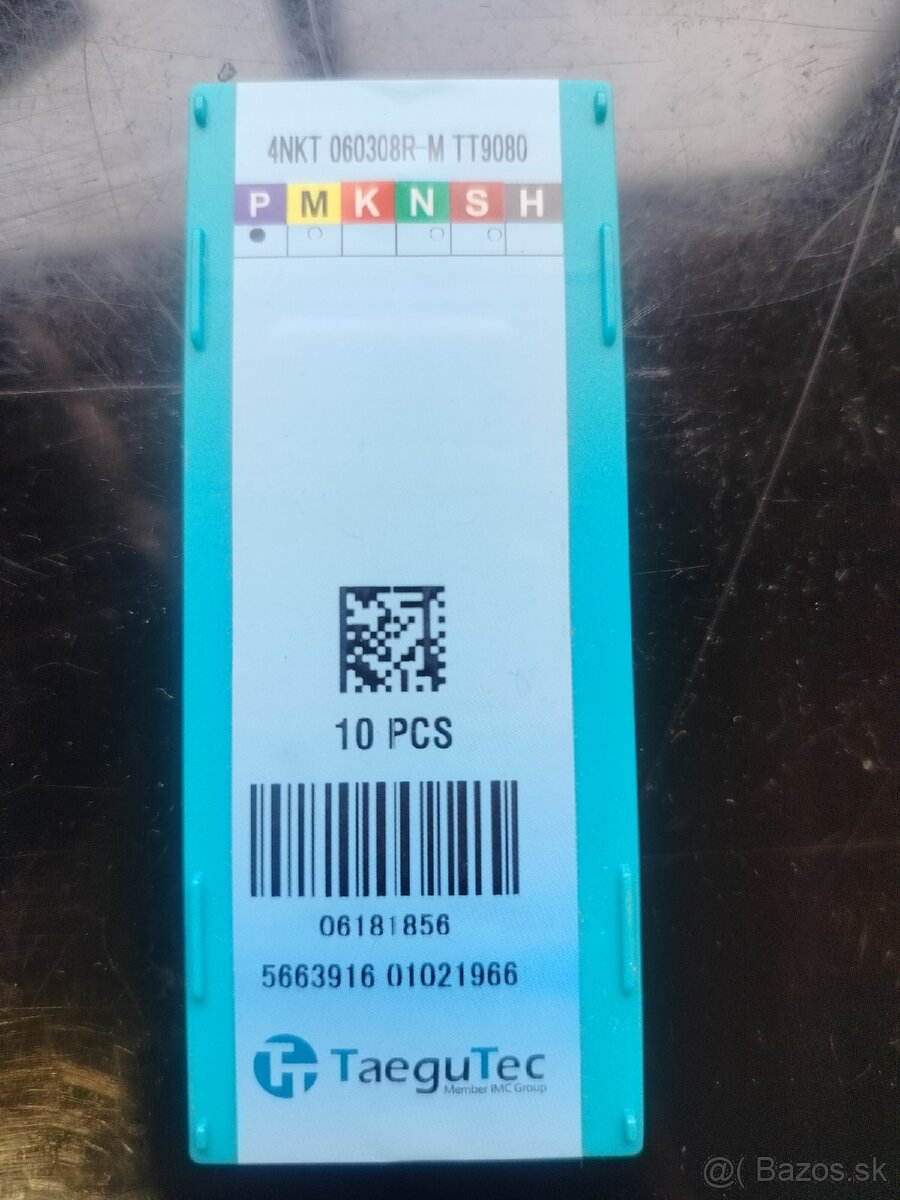 4NKT 060308R-M TT9080
P M K N S H
10 PCS
06181856
5663916 01021966
TaeguTec
Member IMC Group
@( Bazos.sk